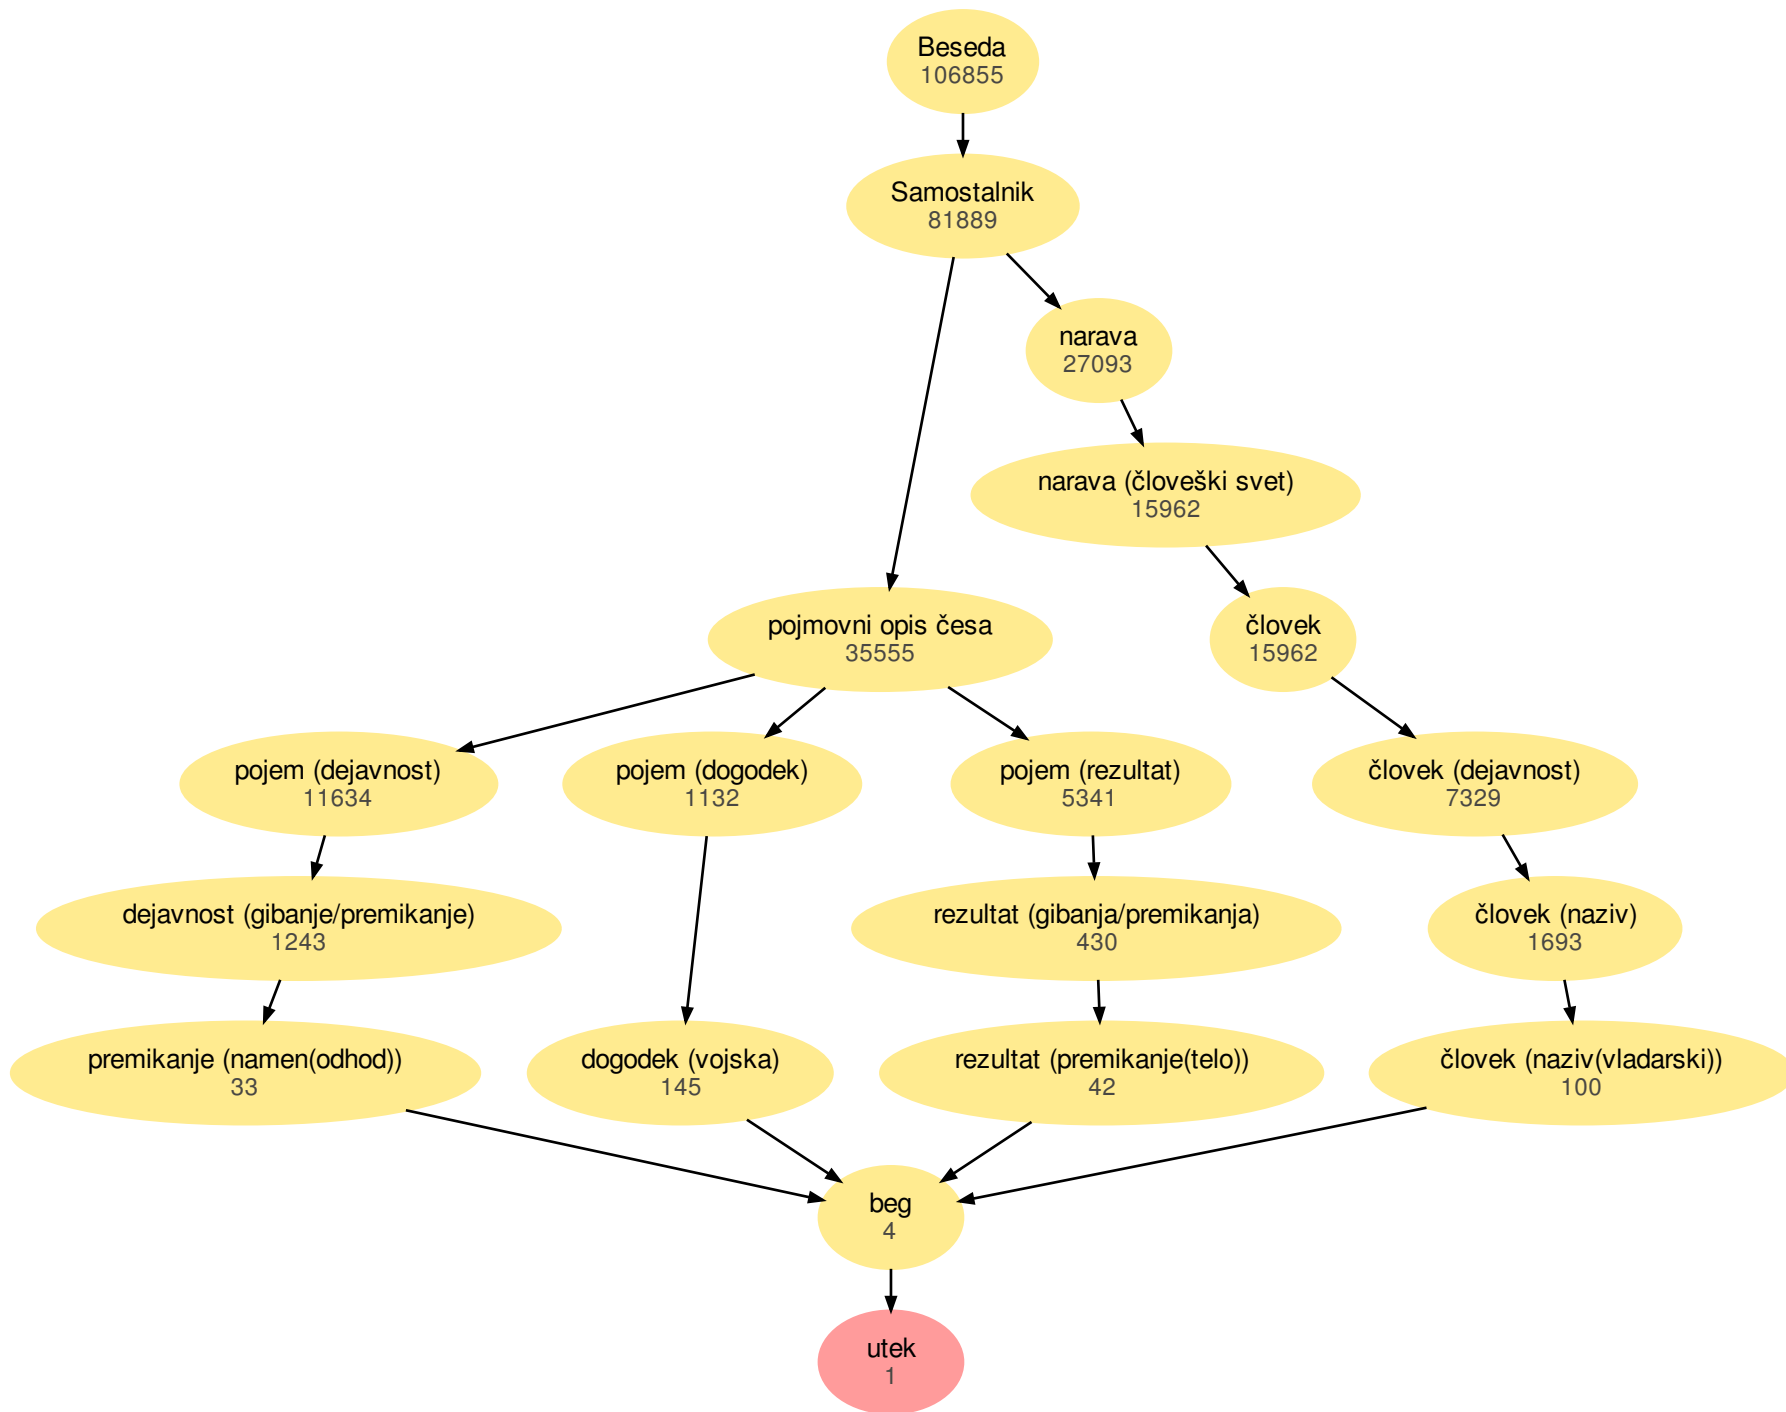 Beseda
106855
Samostalnik
81889
narava
27093
narava (človeški svet)
15962
pojmovni opis česa
35555
človek
15962
pojem (dejavnost)
11634
pojem (dogodek)
1132
pojem (rezultat)
5341
človek (dejavnost)
7329
dejavnost (gibanje/premikanje)
1243
rezultat (gibanja/premikanja)
430
človek (naziv)
1693
premikanje (namen(odhod))
33
dogodek (vojska)
145
rezultat (premikanje(telo))
42
človek (naziv(vladarski))
100
beg
4
utek
1